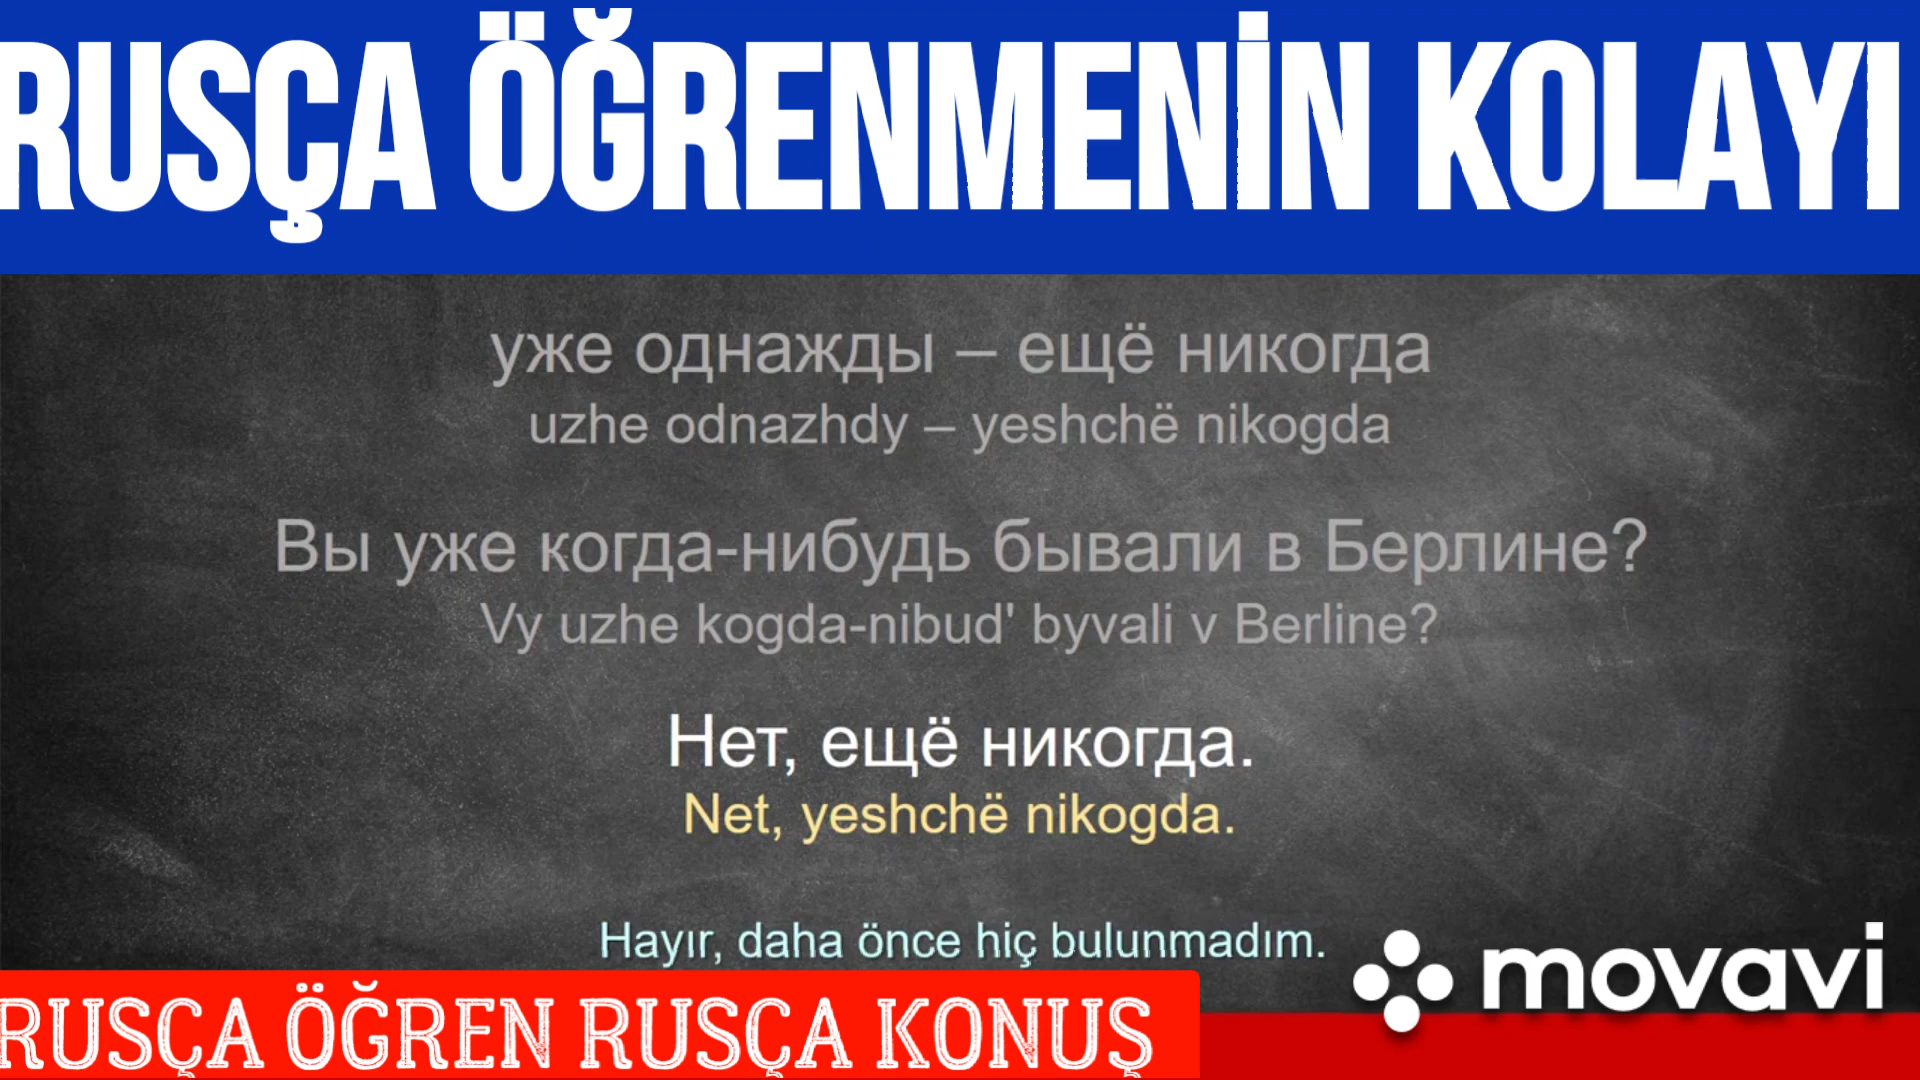 RUSÇA ÖĞRENMENİN KOLAYI
уже однажды – ещё никогда
uzhe odnazhdy – yeshchë nikogda
Вы уже когда-нибудь бывали в Берлине?
Vy uzhe kogda-nibud' byvali v Berline?
Нет, ещё никогда.
Net, yeshchë nikogda.
Hayır, daha önce hiç bulunmadım.
movavi
RUSÇA ÖĞREN RUSÇA KONUŞ